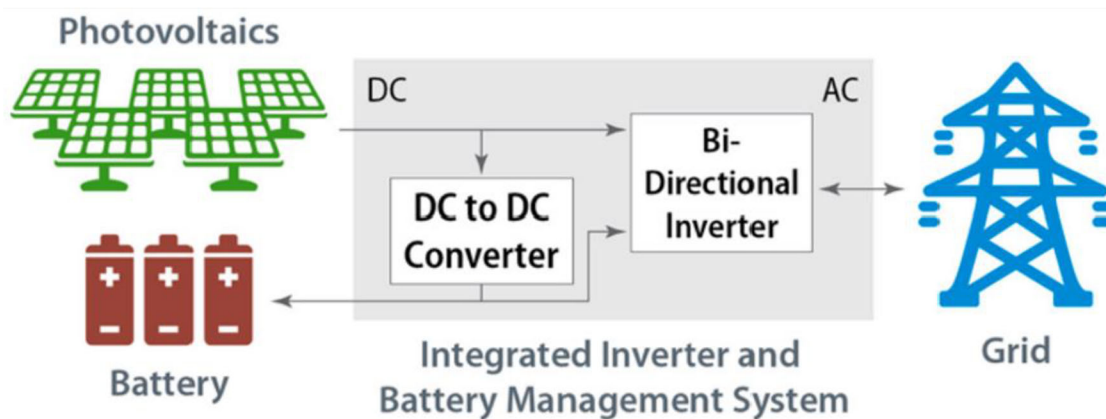 Photovoltaics
DC
AC
Bi-
Directional
Inverter
DC to DC
Converter
Battery
Integrated Inverter and
Battery Management System
Grid